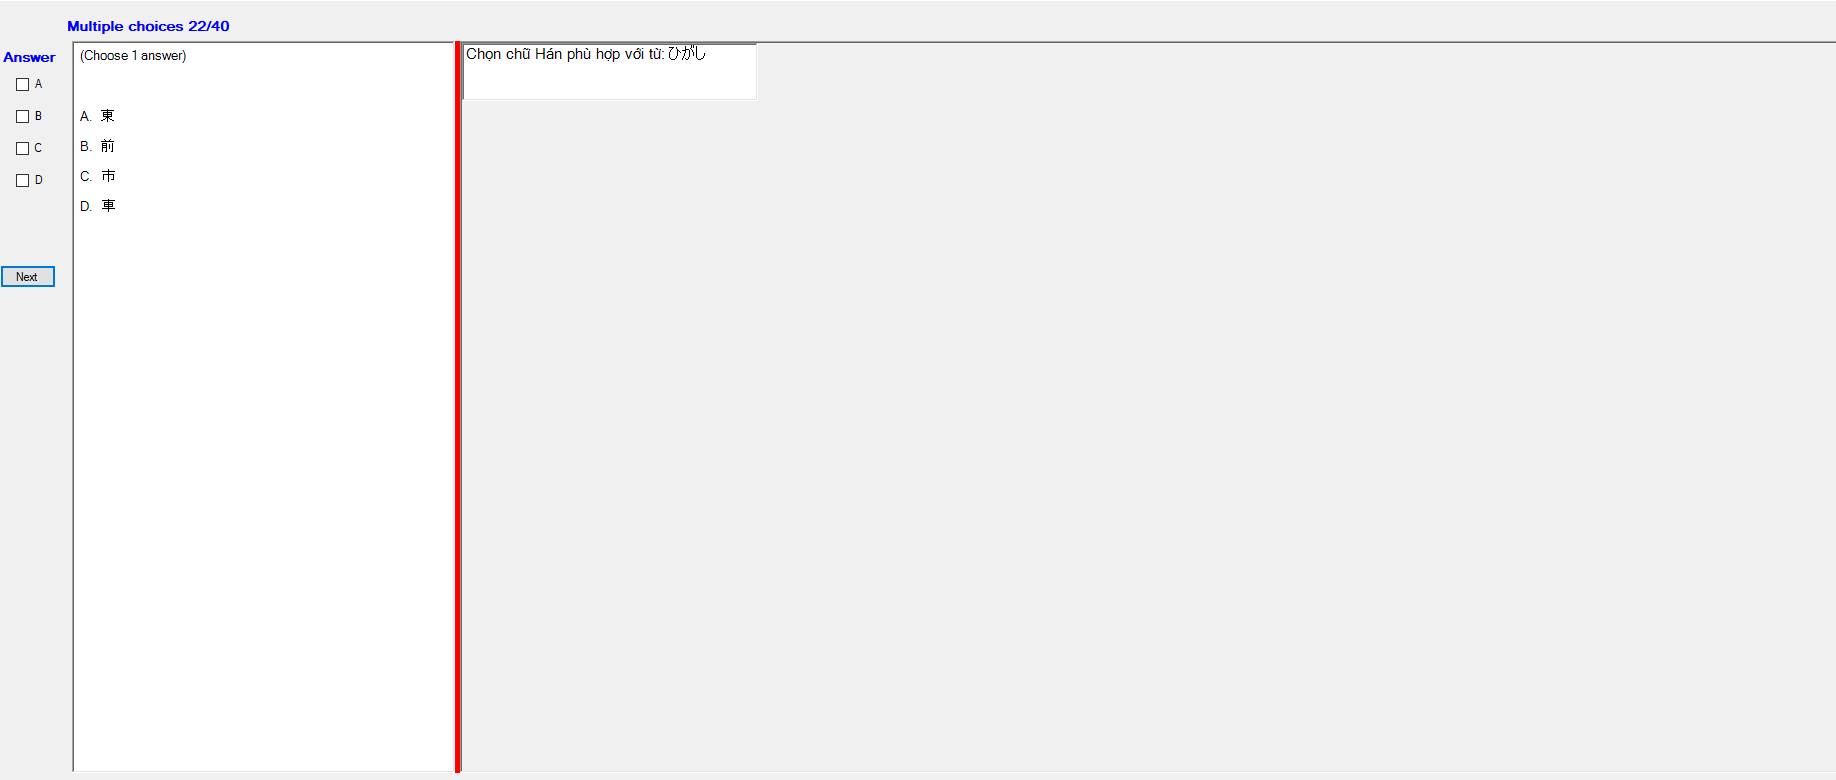 Multiple choices 22/40
Answer
A
B
C
D
Next
(Choose 1 answer)
A. 東
B. 前
C. 市
D. 車
Chọn chữ Hán phù hợp với từ: ひがし